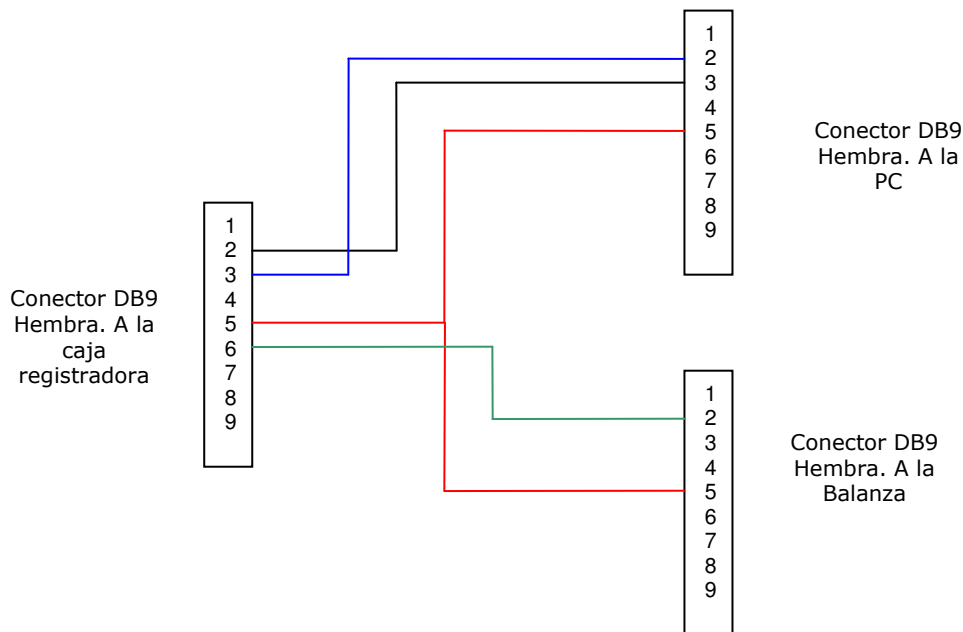 1
2
3
4
5
6
7
8
9
Conector DB9
Hembra. A la
PC
1
2
3
4
5
6
7
8
9
Conector DB9
Hembra. A la
caja
registradora
1
2
3
4
5
6
7
8
9
Conector DB9
Hembra. A la
Balanza